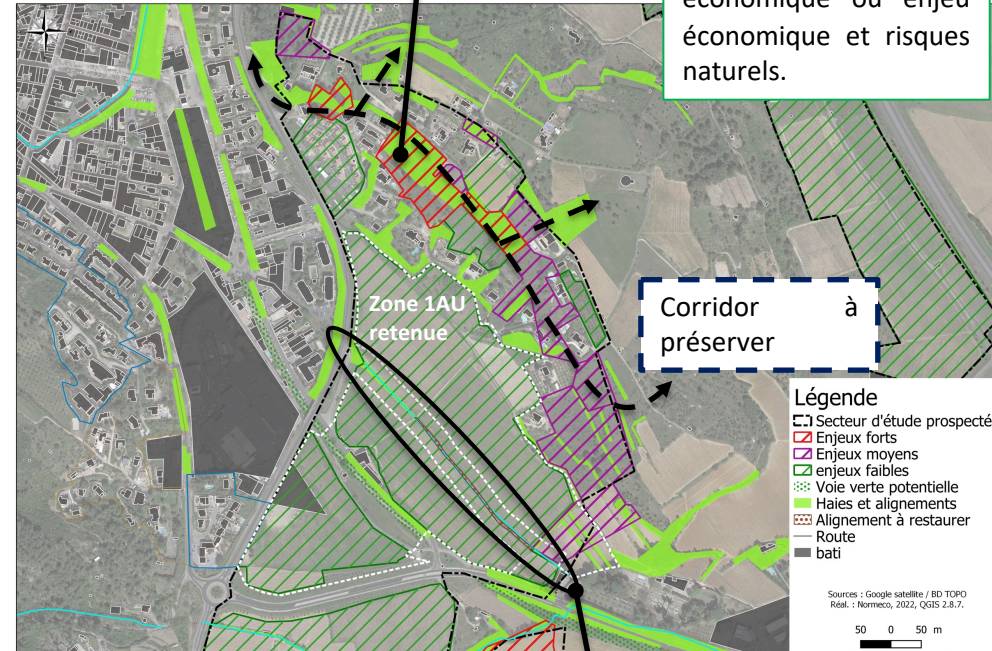 économique ou enjeu
économique et risques
naturels.
Zone 1AU
retenue
Corridor à
préserver
Légende
Secteur d'étude prospecté
Enjeux forts
Enjeux moyens
enjeux faibles
Voie verte potentielle
Haies et alignements
Alignement à restaurer
Route
bati
Sources : Google satellite / BD TOPO
Réal. : Normeco, 2022, QGIS 2.8.7.
50 0 50 m